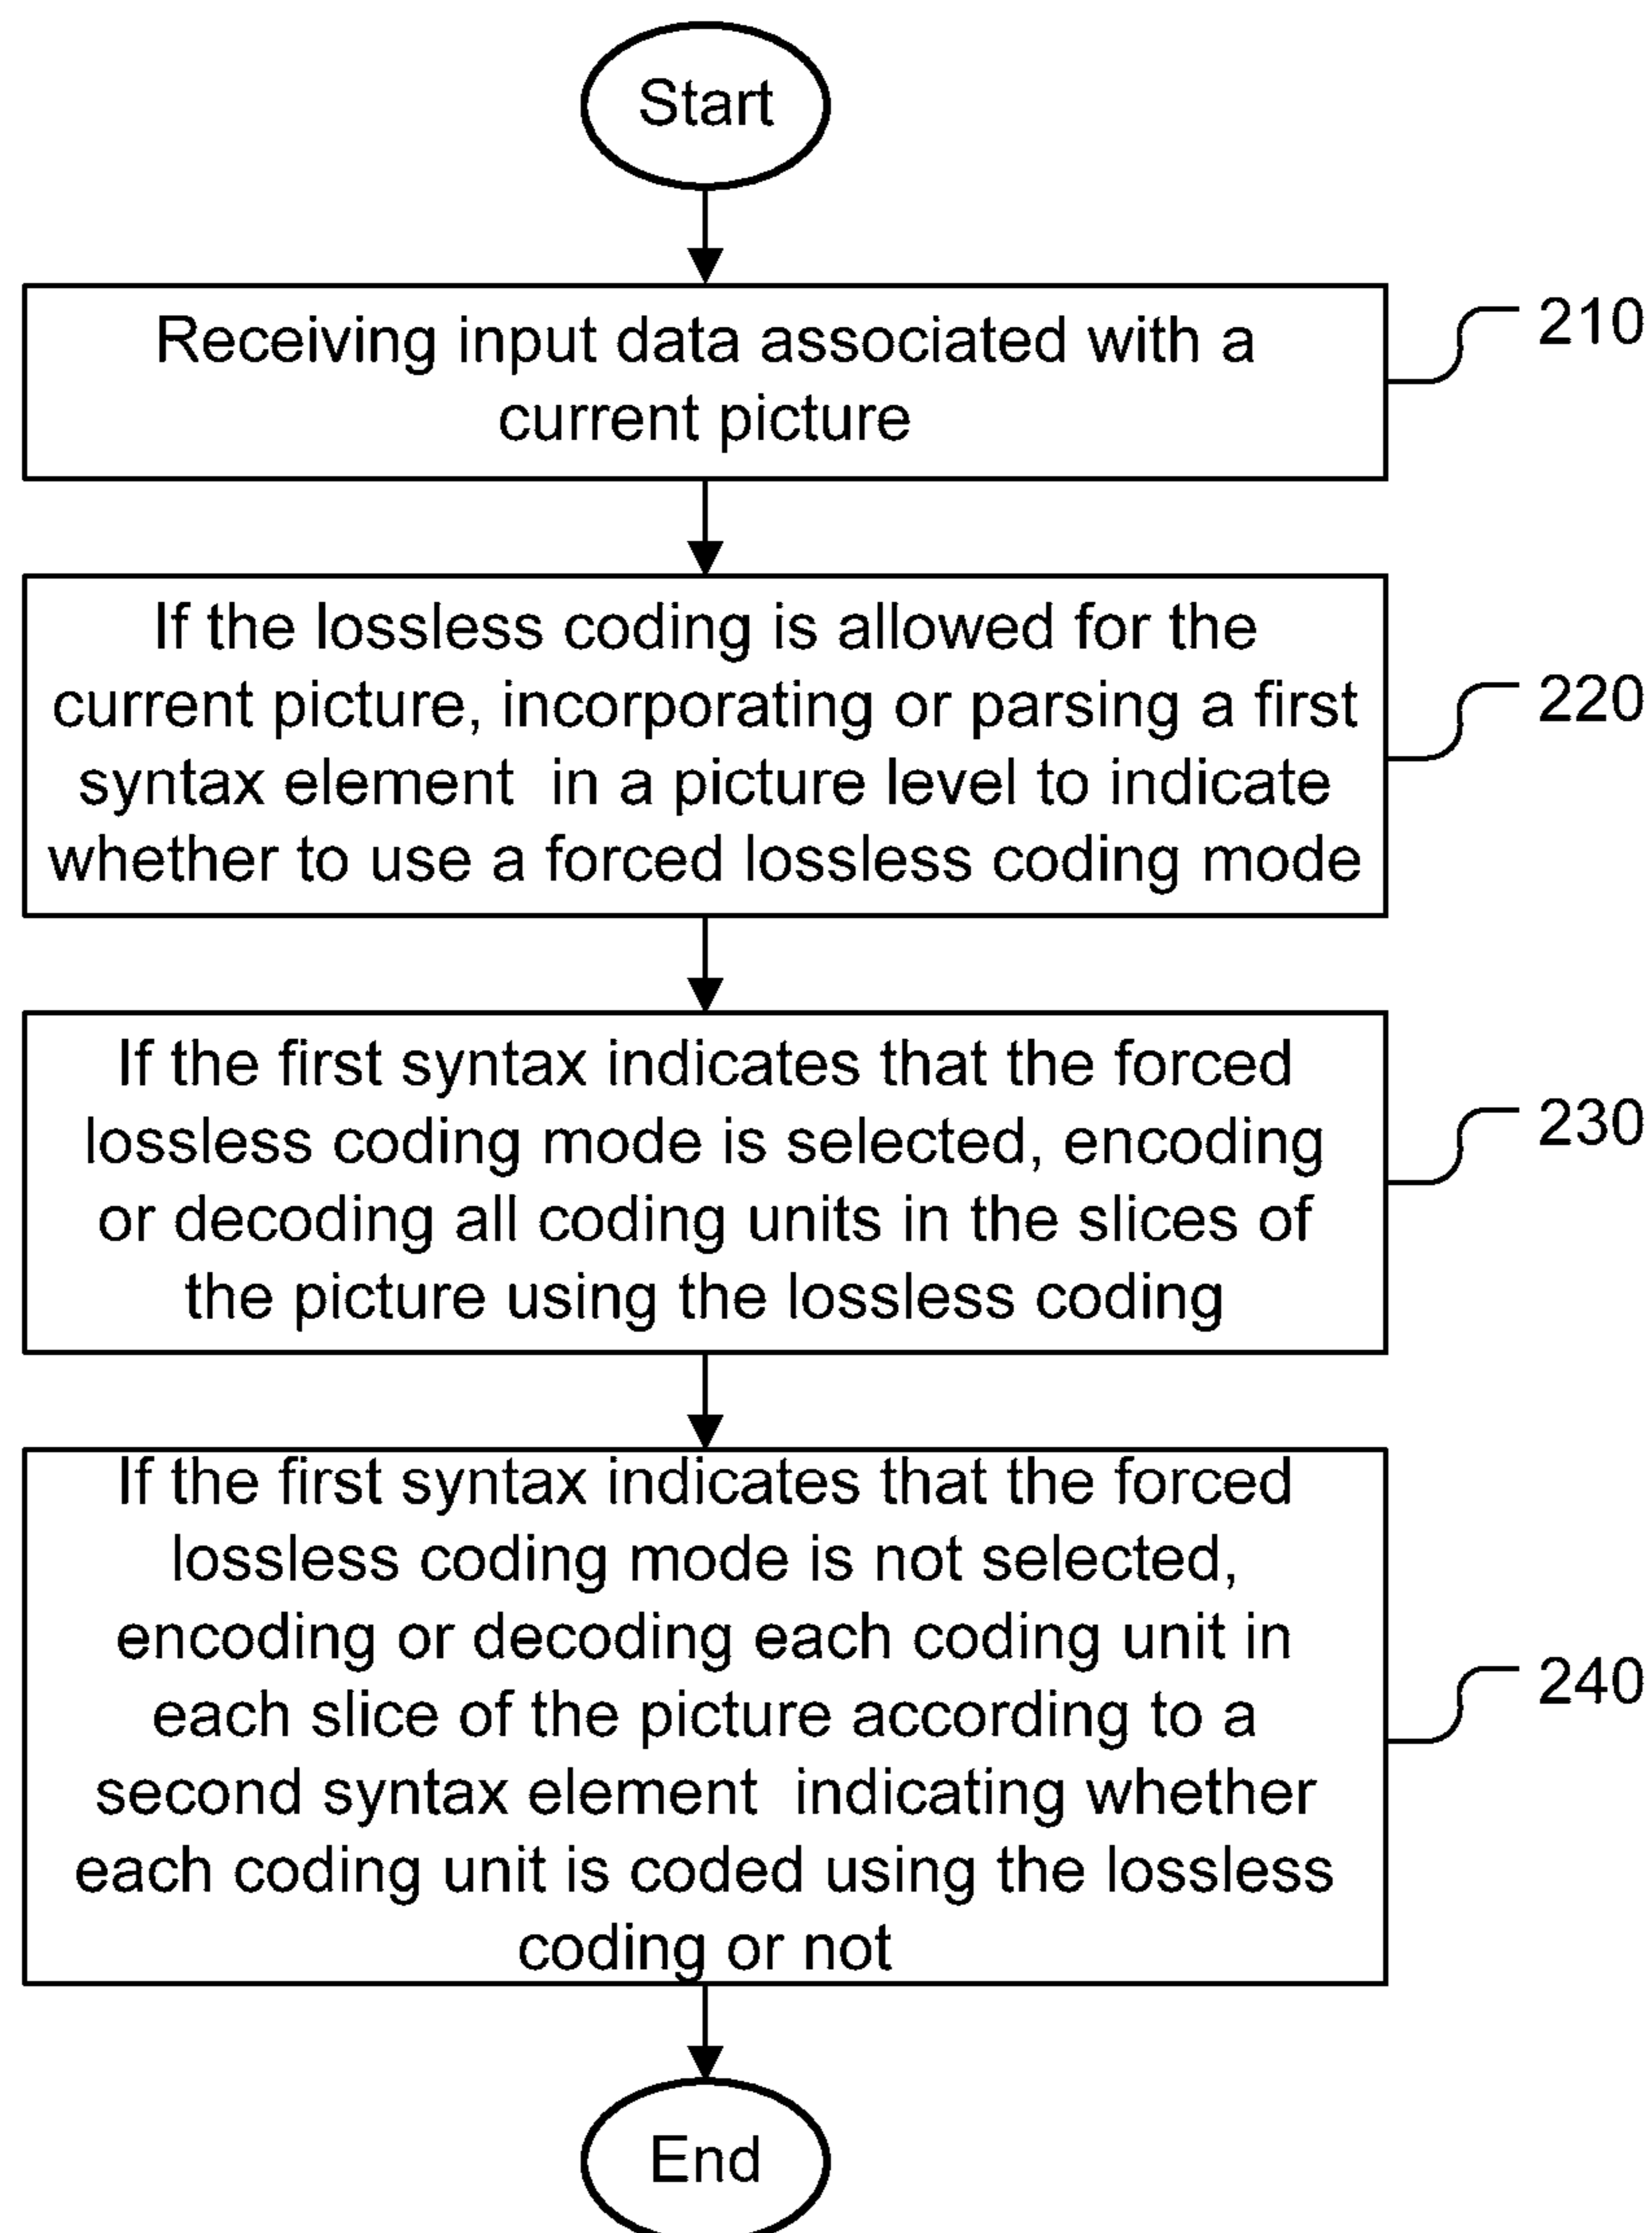 Start
Receiving input data associated with a
current picture
210
If the lossless coding is allowed for the
current picture, incorporating or parsing a first
syntax element in a picture level to indicate
whether to use a forced lossless coding mode
220
If the first syntax indicates that the forced
lossless coding mode is selected, encoding
or decoding all coding units in the slices of
the picture using the lossless coding
230
If the first syntax indicates that the forced
lossless coding mode is not selected,
encoding or decoding each coding unit in
each slice of the picture according to a
second syntax element indicating whether
each coding unit is coded using the lossless
coding or not
240
End